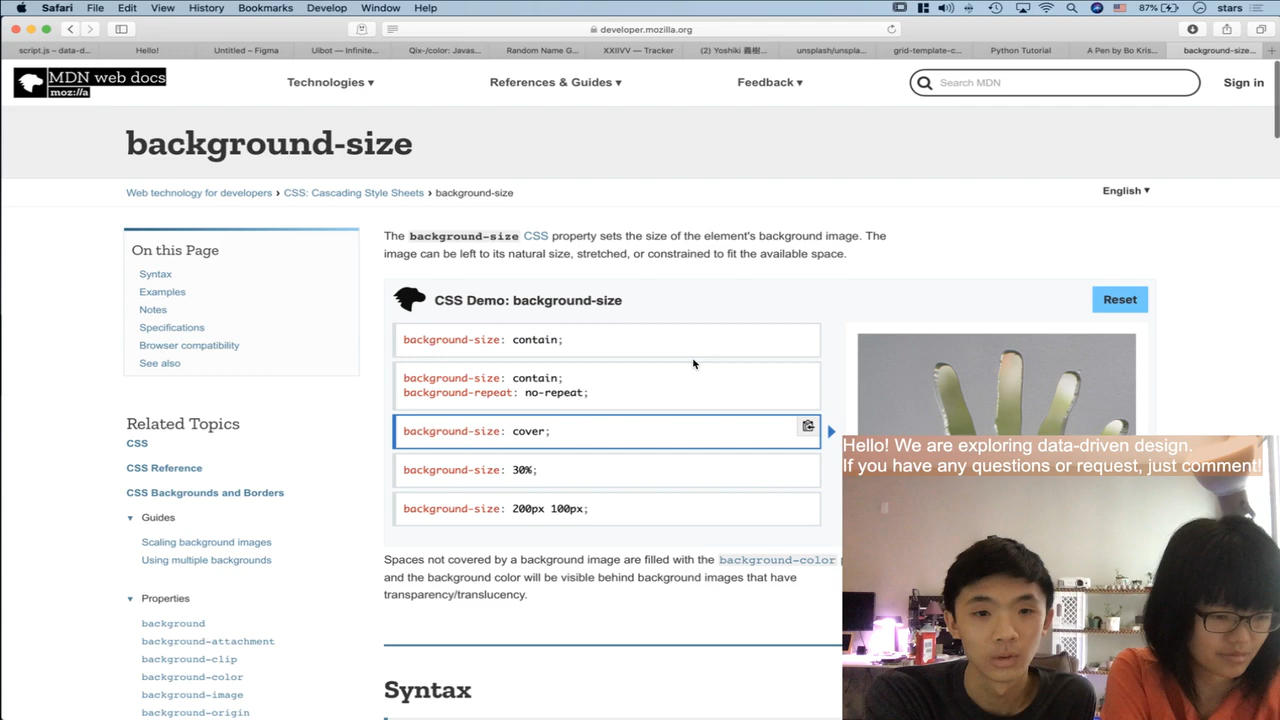 Safari File Edit View History Bookmarks Develop Window Help 87% stars
developer.mozilla.org
script.js – data-d... Hello! Untitled – Figma Uibot — Infinite... Qix-/color: Javas... Random Name G... XXIIVV — Tracker (2) Yoshiki 義樹... unsplash/unspla... grid-template-c... Python Tutorial A Pen by Bo Kris... background-size...
MDN web docs
moz://a
Technologies ▾ References & Guides ▾ Feedback ▾ Search MDN Sign in
background-size
Web technology for developers › CSS: Cascading Style Sheets › background-size
English ▾
On this Page
Syntax
Examples
Notes
Specifications
Browser compatibility
See also
Related Topics
CSS
CSS Reference
CSS Backgrounds and Borders
▾ Guides
Scaling background images
Using multiple backgrounds
▾ Properties
background
background-attachment
background-clip
background-color
background-image
background-origin
The background-size CSS property sets the size of the element's background image. The
image can be left to its natural size, stretched, or constrained to fit the available space.
CSS Demo: background-size
Reset
background-size: contain;
background-size: contain;
background-repeat: no-repeat;
background-size: cover;
background-size: 30%;
background-size: 200px 100px;
Spaces not covered by a background image are filled with the background-color
and the background color will be visible behind background images that have
transparency/translucency.
Syntax
Hello! We are exploring data-driven design.
If you have any questions or request, just comment!